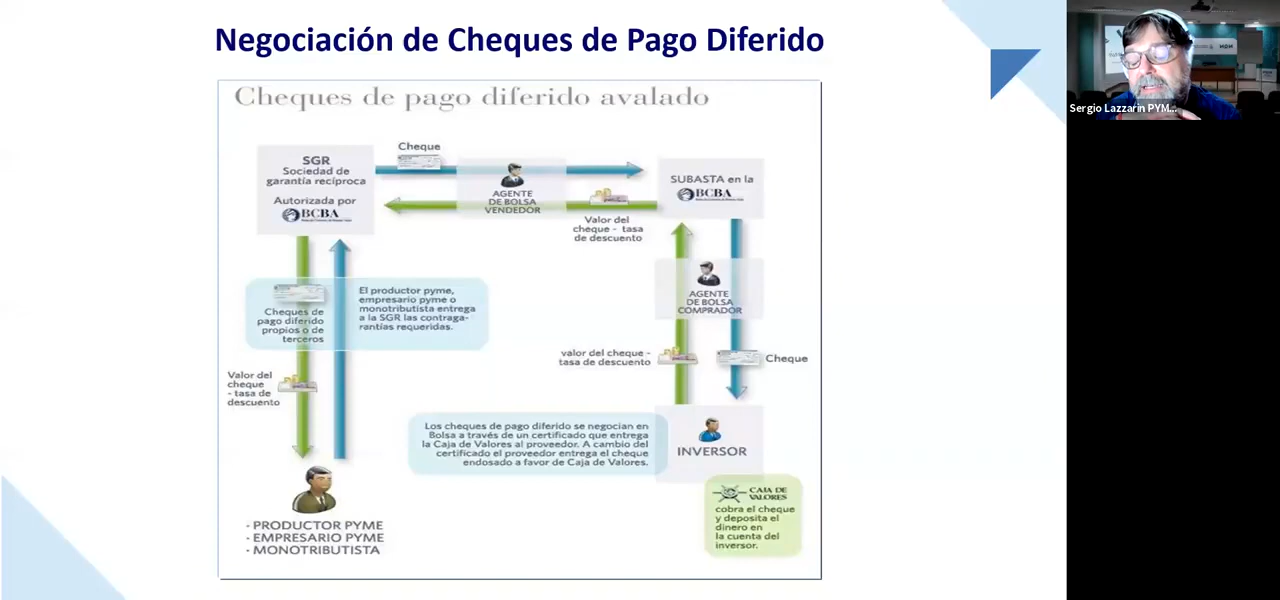 Negociación de Cheques de Pago Diferido
Cheques de pago diferido avalado
SGR
Sociedad de
garantía recíproca
Autorizada por
BCBA
Cheque
AGENTE
DE BOLSA
VENDEDOR
Valor del
cheque - tasa
de descuento
SUBASTA en la
BCBA
Cheques de
pago diferido
propios o de
terceros
El productor pyme,
empresario pyme o
monotributista entrega
a la SGR las contraga-
rantías requeridas.
AGENTE
DE BOLSA
COMPRADOR
valor del cheque -
tasa de descuento
Cheque
Valor del
cheque
- tasa de
descuento
Los cheques de pago diferido se negocian en
Bolsa a través de un certificado que entrega
la Caja de Valores al proveedor. A cambio del
certificado el proveedor entrega el cheque
endosado a favor de Caja de Valores.
INVERSOR
CAJA DE
VALORES
cobra el cheque
y deposita el
dinero en
la cuenta del
inversor.
- PRODUCTOR PYME
- EMPRESARIO PYME
- MONOTRIBUTISTA
Sergio Lazzarin PYM...